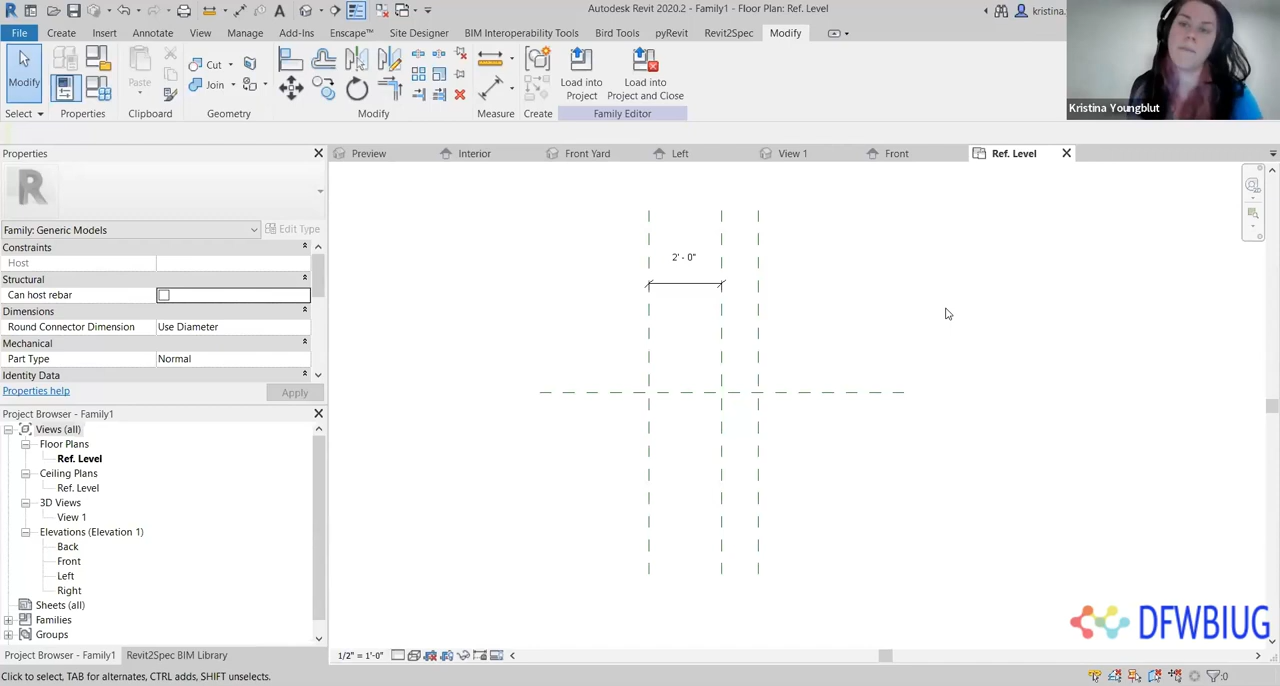 Autodesk Revit 2020.2 - Family1 - Floor Plan: Ref. Level
kristina.
File Create Insert Annotate View Manage Add-Ins Enscape™ Site Designer BIM Interoperability Tools Bird Tools pyRevit Revit2Spec Modify
Modify
Paste
Cut
Join
Load into
Project
Load into
Project and Close
Select Properties Clipboard Geometry Modify Measure Create Family Editor
Kristina Youngblut
Properties
Preview Interior Front Yard Left View 1 Front Ref. Level
R
Family: Generic Models Edit Type
Constraints
Host
Structural
Can host rebar
Dimensions
Round Connector Dimension Use Diameter
Mechanical
Part Type Normal
Identity Data
Properties help Apply
2' - 0"
Project Browser - Family1
Views (all)
Floor Plans
Ref. Level
Ceiling Plans
Ref. Level
3D Views
View 1
Elevations (Elevation 1)
Back
Front
Left
Right
Sheets (all)
Families
Groups
DFWBIUG
Project Browser - Family1 Revit2Spec BIM Library
1/2" = 1'-0"
Click to select, TAB for alternates, CTRL adds, SHIFT unselects.
:0